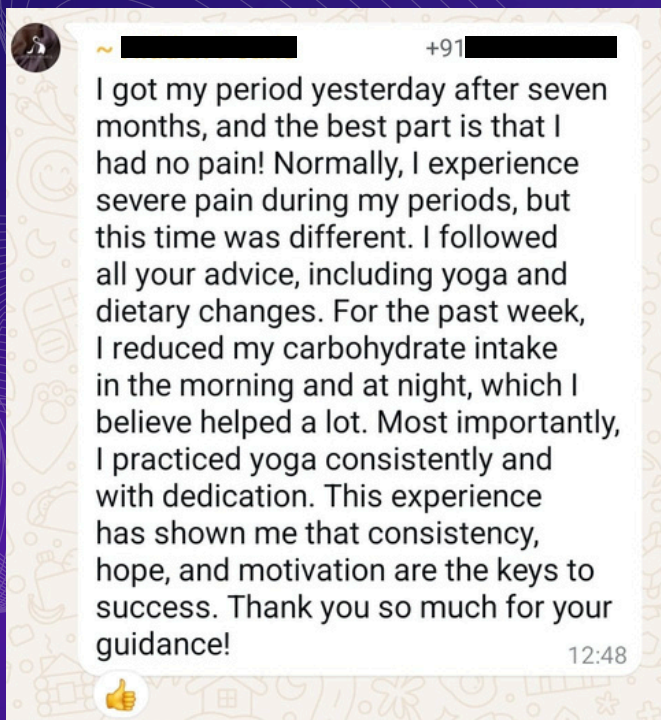 ~
+91
I got my period yesterday after seven
months, and the best part is that I
had no pain! Normally, I experience
severe pain during my periods, but
this time was different. I followed
all your advice, including yoga and
dietary changes. For the past week,
I reduced my carbohydrate intake
in the morning and at night, which I
believe helped a lot. Most importantly,
I practiced yoga consistently and
with dedication. This experience
has shown me that consistency,
hope, and motivation are the keys to
success. Thank you so much for your
guidance!
12:48